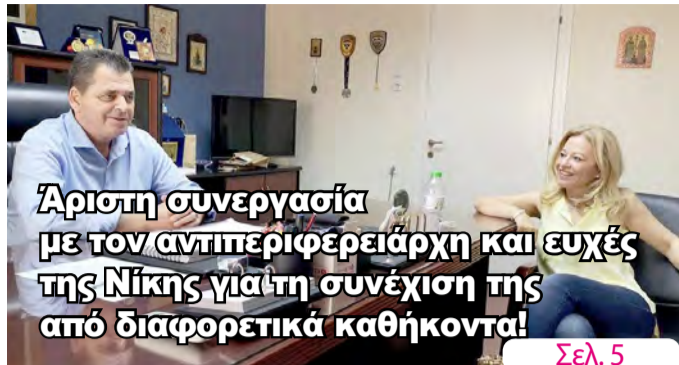 Άριστη συνεργασία
με τον αντιπεριφερειάρχη και ευχές
της Νίκης για τη συνέχιση της
από διαφορετικά καθήκοντα!
Σελ. 5